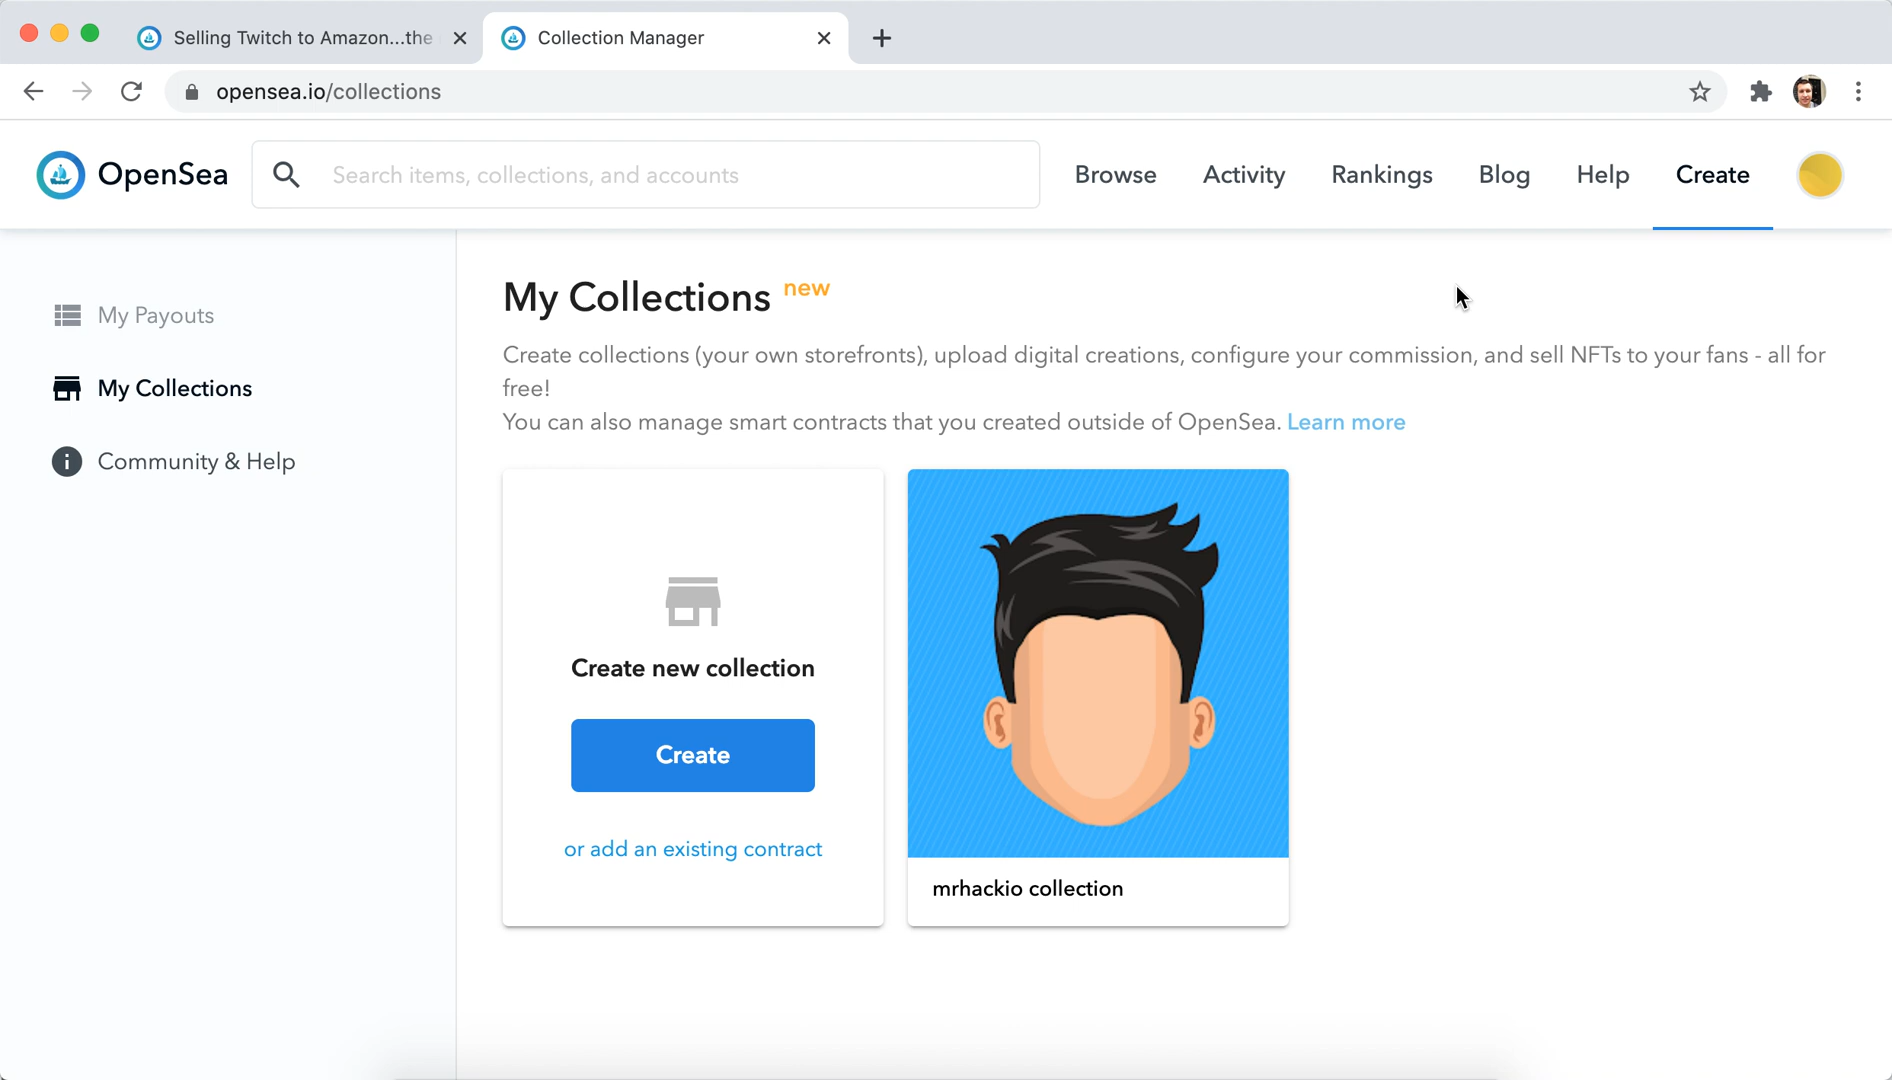 Selling Twitch to Amazon...the
Collection Manager
opensea.io/collections
OpenSea
Search items, collections, and accounts
Browse
Activity
Rankings
Blog
Help
Create
My Payouts
My Collections
Community & Help
My Collections new
Create collections (your own storefronts), upload digital creations, configure your commission, and sell NFTs to your fans - all for
free!
You can also manage smart contracts that you created outside of OpenSea. Learn more
Create new collection
Create
or add an existing contract
mrhackio collection